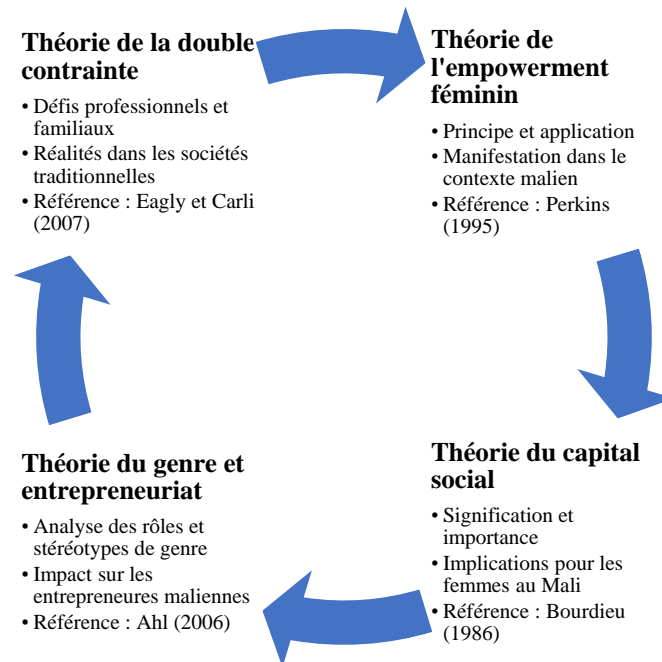 Théorie de la double
contrainte
• Défis professionnels et
familiaux
• Réalités dans les sociétés
traditionnelles
• Référence : Eagly et Carli
(2007)
Théorie de
l'empowerment
féminin
• Principe et application
• Manifestation dans le
contexte malien
• Référence : Perkins
(1995)
Théorie du capital
social
• Signification et
importance
• Implications pour les
femmes au Mali
• Référence : Bourdieu
(1986)
Théorie du genre et
entrepreneuriat
• Analyse des rôles et
stéréotypes de genre
• Impact sur les
entrepreneures maliennes
• Référence : Ahl (2006)